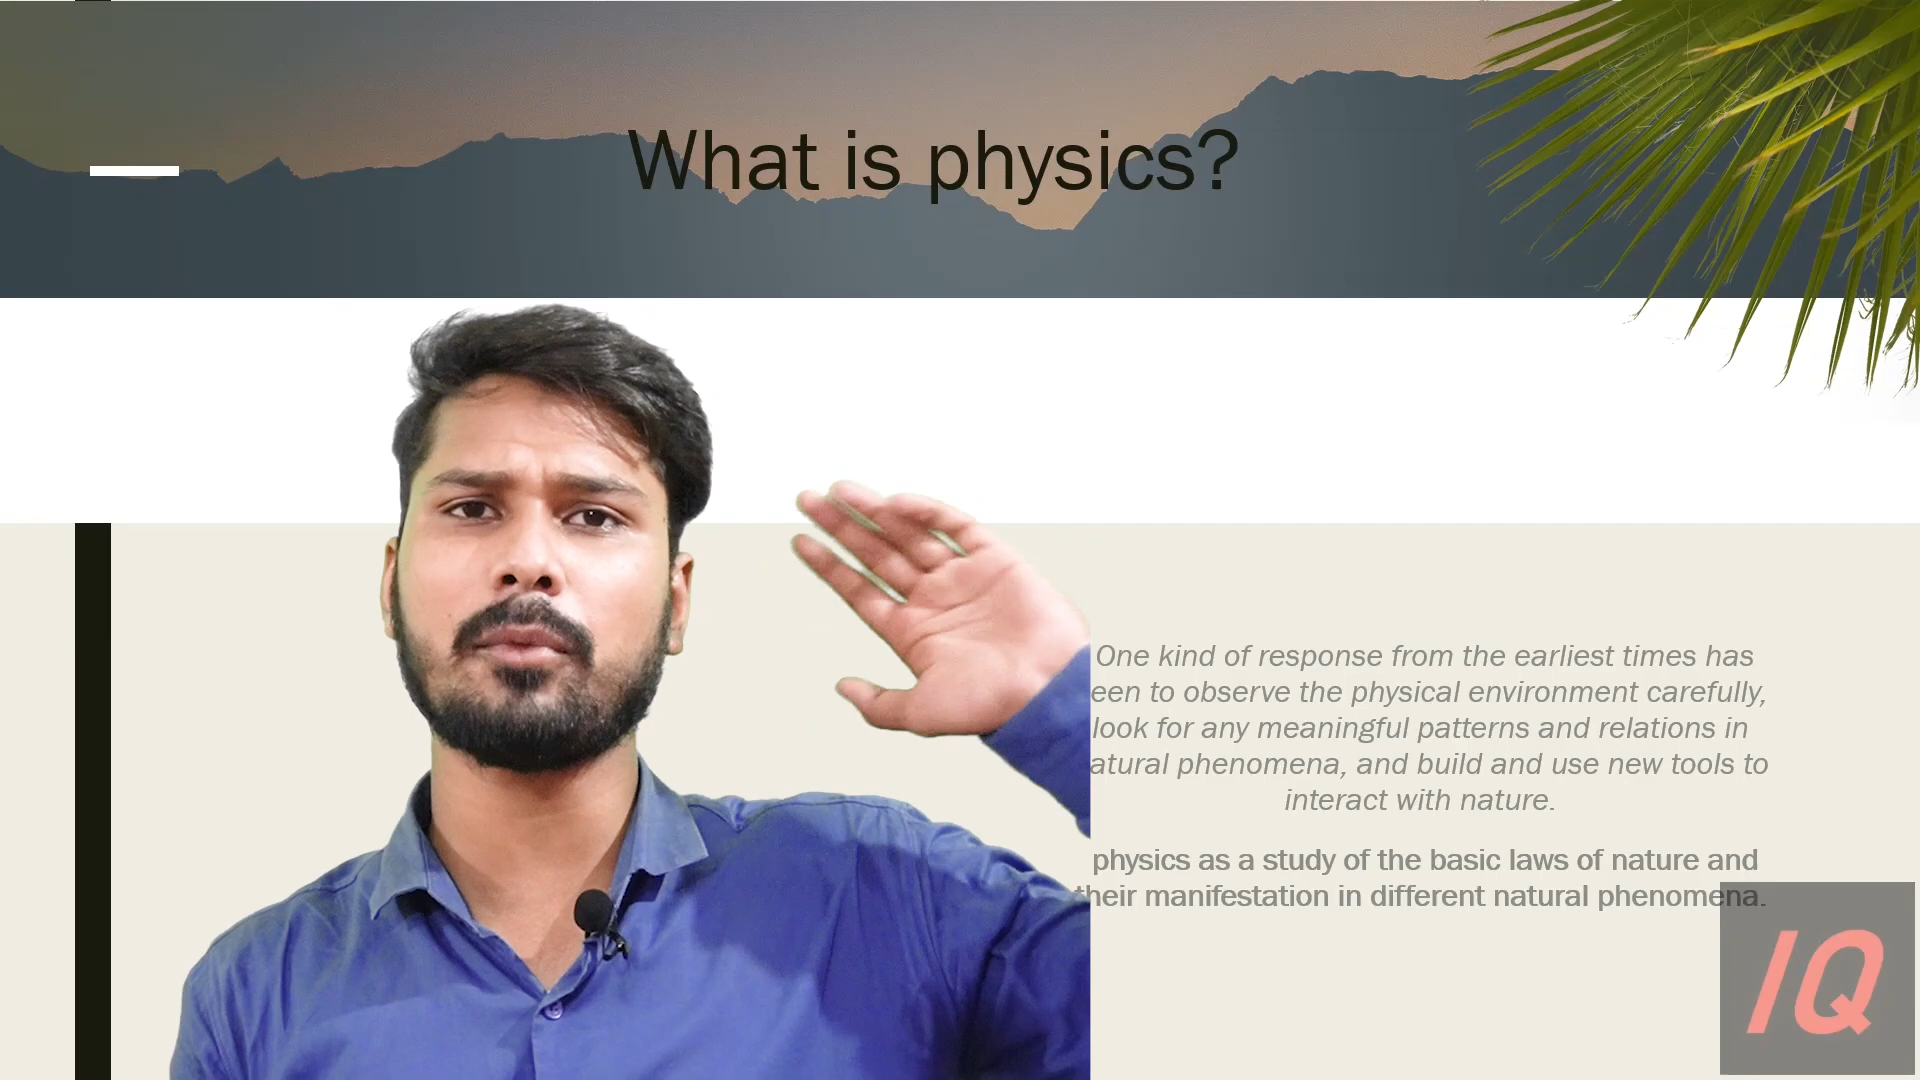 What is physics?
One kind of response from the earliest times has
een to observe the physical environment carefully,
look for any meaningful patterns and relations in
atural phenomena, and build and use new tools to
interact with nature.
physics as a study of the basic laws of nature and
their manifestation in different natural phenomena.
IQ